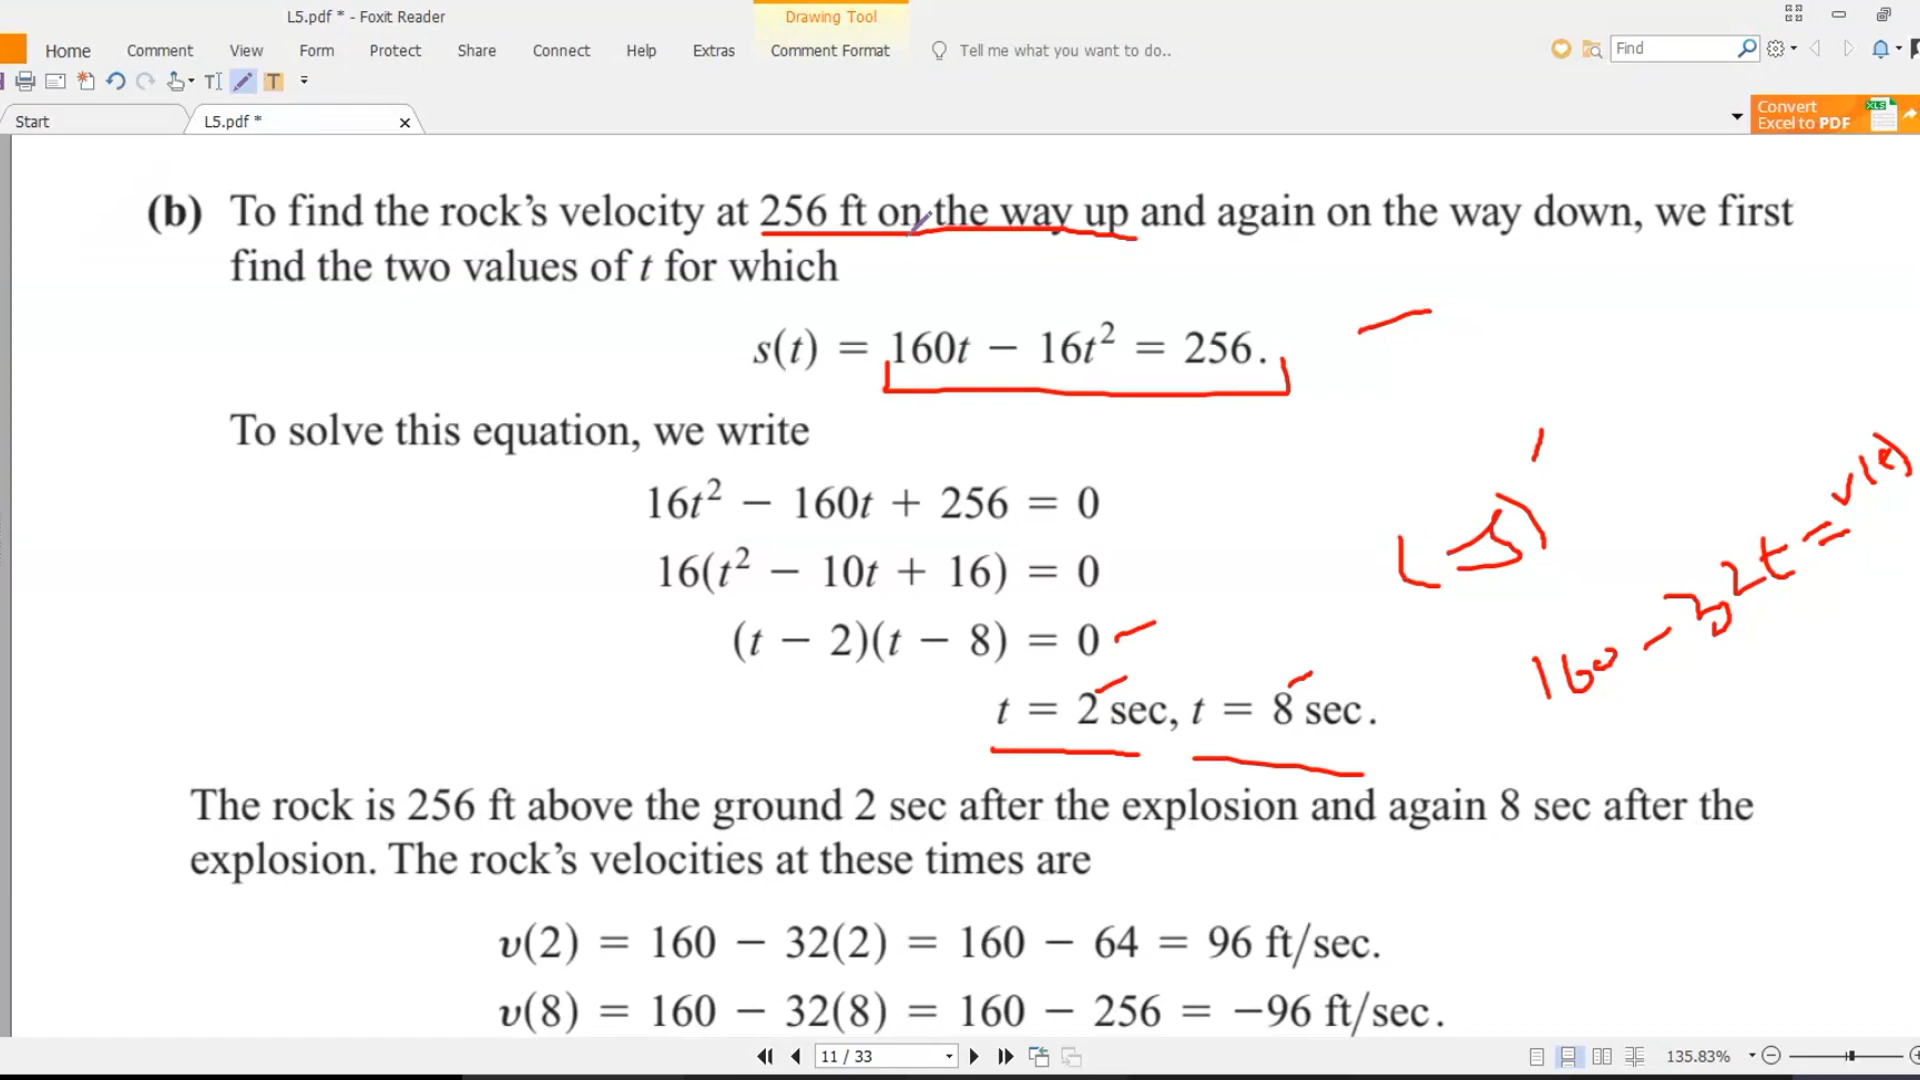 L5.pdf * - Foxit Reader
Drawing Tool
Home Comment View Form Protect Share Connect Help Extras Comment Format Tell me what you want to do.. Find
Start
L5.pdf *
Convert
Excel to PDF
XLS
(b) To find the rock’s velocity at 256 ft on the way up and again on the way down, we first
find the two values of t for which
s(t) = 160t − 16t² = 256.
To solve this equation, we write
16t² − 160t + 256 = 0
16(t² − 10t + 16) = 0
(t − 2)(t − 8) = 0
t = 2 sec, t = 8 sec.
160 − 32t = v(t)
The rock is 256 ft above the ground 2 sec after the explosion and again 8 sec after the
explosion. The rock’s velocities at these times are
v(2) = 160 − 32(2) = 160 − 64 = 96 ft/sec.
v(8) = 160 − 32(8) = 160 − 256 = −96 ft/sec.
11 / 33
135.83%